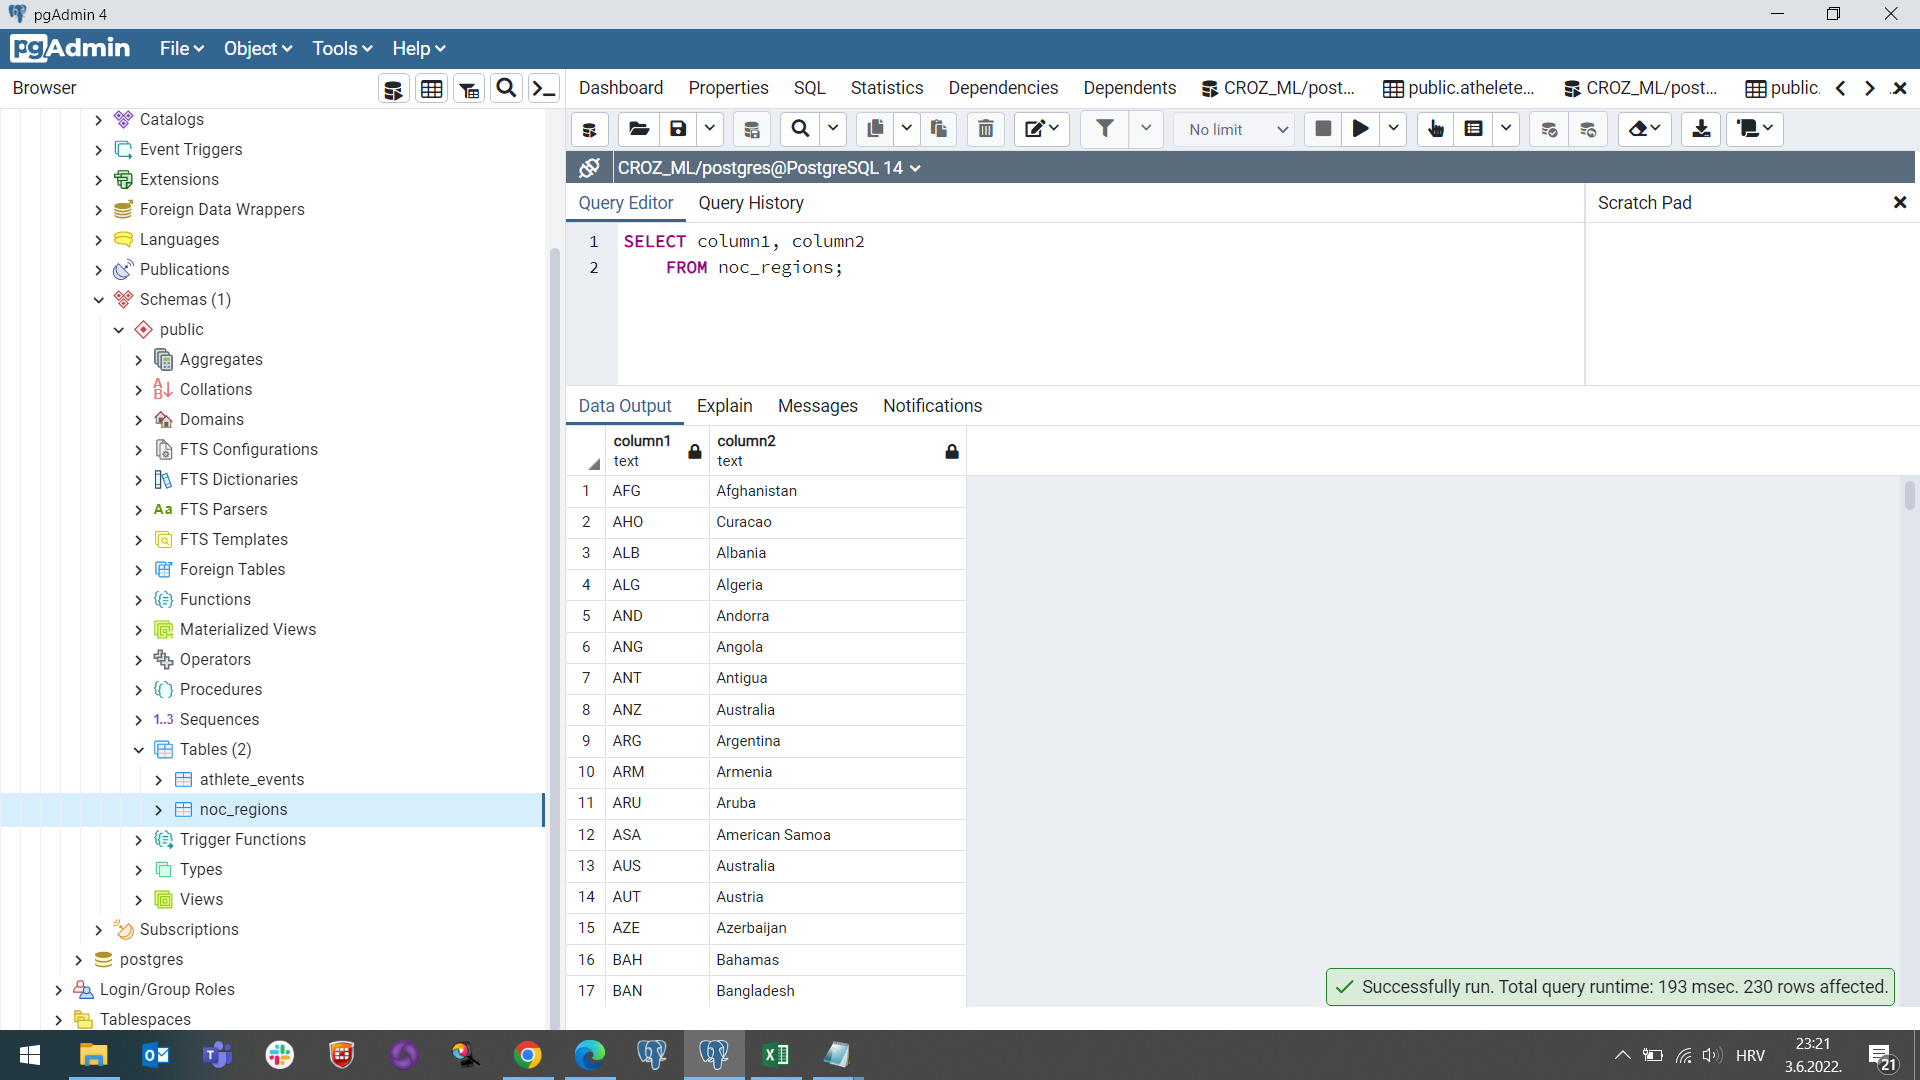 pgAdmin 4
pgAdmin File Object Tools Help
Browser
Dashboard Properties SQL Statistics Dependencies Dependents CROZ_ML/post... public.athelete... CROZ_ML/post... public.
No limit
CROZ_ML/postgres@PostgreSQL 14
Query Editor Query History
Scratch Pad
1 SELECT column1, column2
2 FROM noc_regions;
Catalogs
Event Triggers
Extensions
Foreign Data Wrappers
Languages
Publications
Schemas (1)
public
Aggregates
Collations
Domains
FTS Configurations
FTS Dictionaries
Aa FTS Parsers
FTS Templates
Foreign Tables
Functions
Materialized Views
Operators
Procedures
1..3 Sequences
Tables (2)
athlete_events
noc_regions
Trigger Functions
Types
Views
Subscriptions
postgres
Login/Group Roles
Tablespaces
Data Output Explain Messages Notifications
column1 column2
text text
1 AFG Afghanistan
2 AHO Curacao
3 ALB Albania
4 ALG Algeria
5 AND Andorra
6 ANG Angola
7 ANT Antigua
8 ANZ Australia
9 ARG Argentina
10 ARM Armenia
11 ARU Aruba
12 ASA American Samoa
13 AUS Australia
14 AUT Austria
15 AZE Azerbaijan
16 BAH Bahamas
17 BAN Bangladesh
Successfully run. Total query runtime: 193 msec. 230 rows affected.
HRV
23:21
3.6.2022.
21